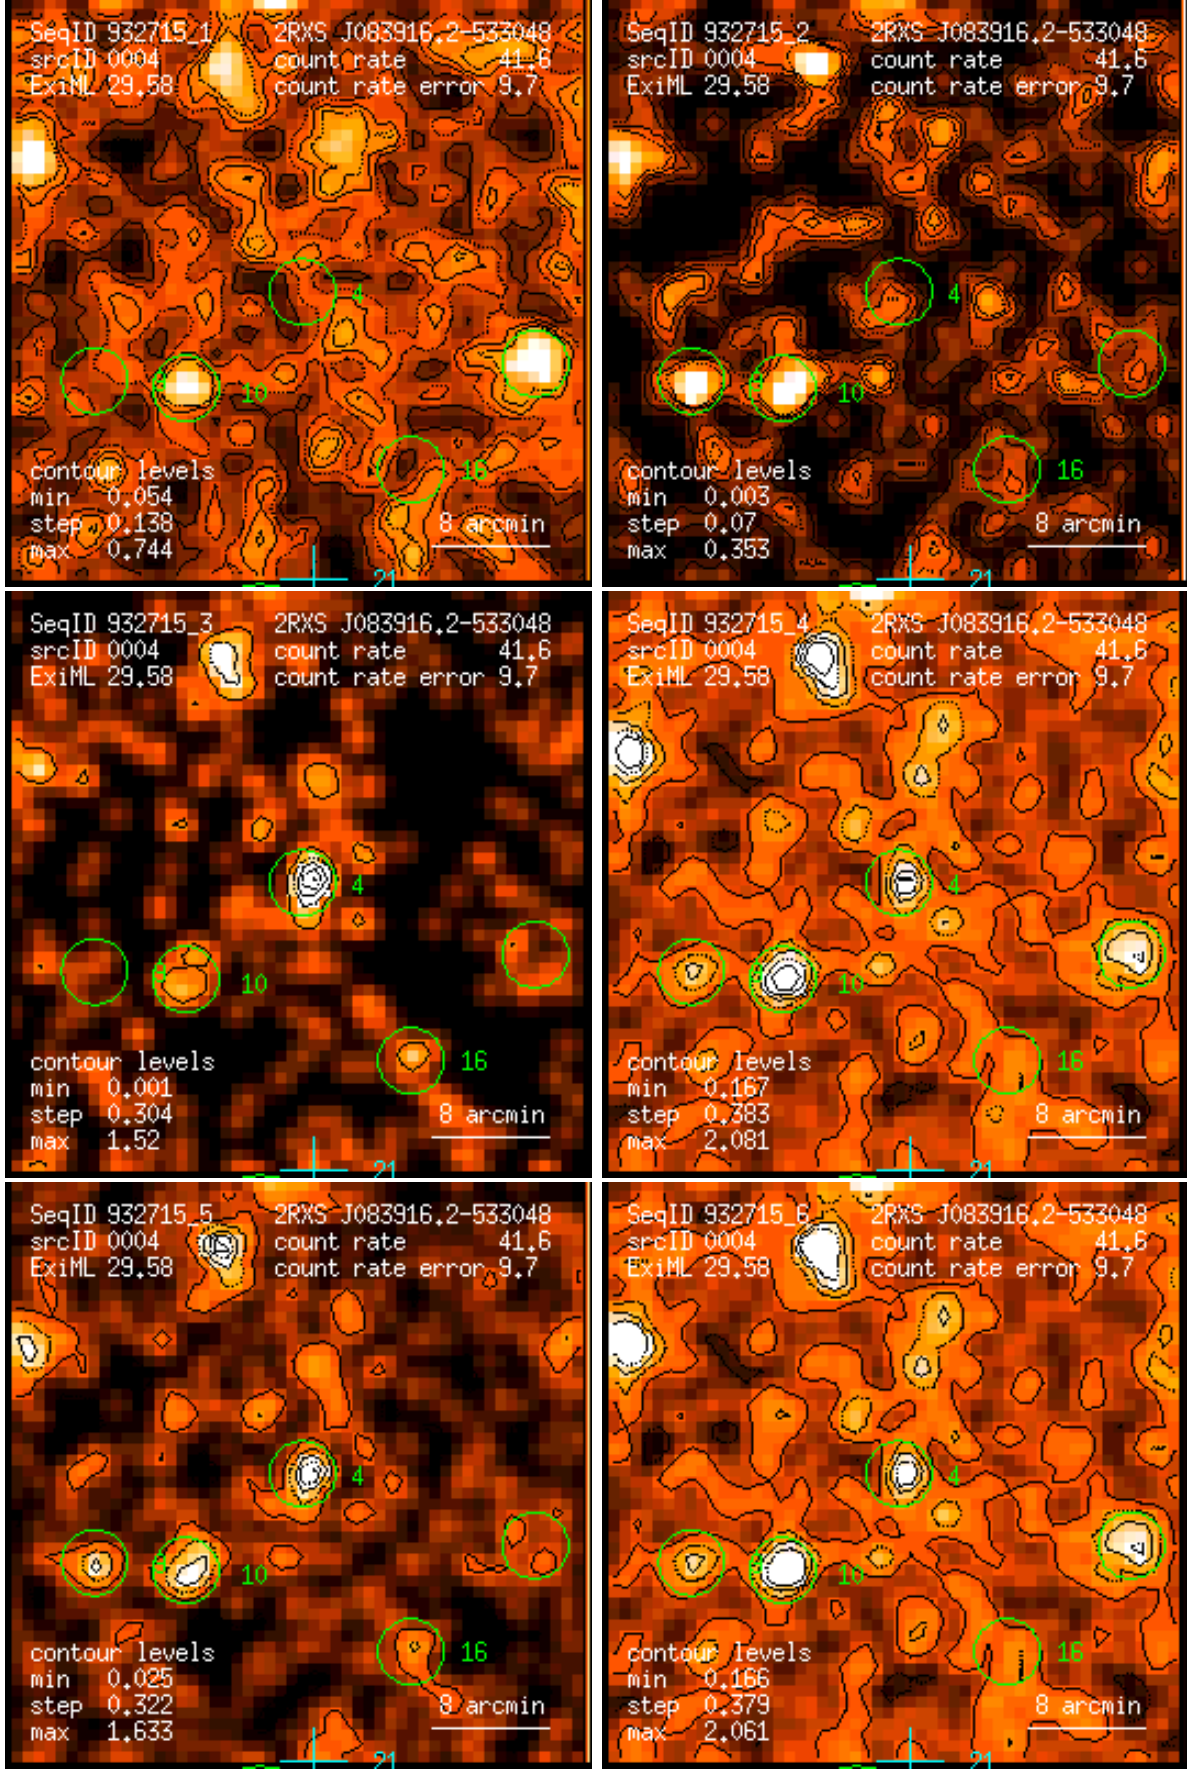 SeqID 932715_1 2RXS J083916.2-533048
srcID 0004 count rate 41.6
ExiML 29.58 count rate error 9.7
4
10
16
contour levels
min 0.054
step 0.138
max 0.744
8 arcmin
21
SeqID 932715_2 2RXS J083916.2-533048
srcID 0004 count rate 41.6
ExiML 29.58 count rate error 9.7
4
10
16
contour levels
min 0.003
step 0.07
max 0.353
8 arcmin
21
SeqID 932715_3 2RXS J083916.2-533048
srcID 0004 count rate 41.6
ExiML 29.58 count rate error 9.7
4
10
16
contour levels
min 0.001
step 0.304
max 1.52
8 arcmin
21
SeqID 932715_4 2RXS J083916.2-533048
srcID 0004 count rate 41.6
ExiML 29.58 count rate error 9.7
4
10
16
contour levels
min 0.167
step 0.383
max 2.081
8 arcmin
21
SeqID 932715_5 2RXS J083916.2-533048
srcID 0004 count rate 41.6
ExiML 29.58 count rate error 9.7
4
10
16
contour levels
min 0.025
step 0.322
max 1.633
8 arcmin
21
SeqID 932715_6 2RXS J083916.2-533048
srcID 0004 count rate 41.6
ExiML 29.58 count rate error 9.7
4
10
16
contour levels
min 0.166
step 0.379
max 2.061
8 arcmin
21